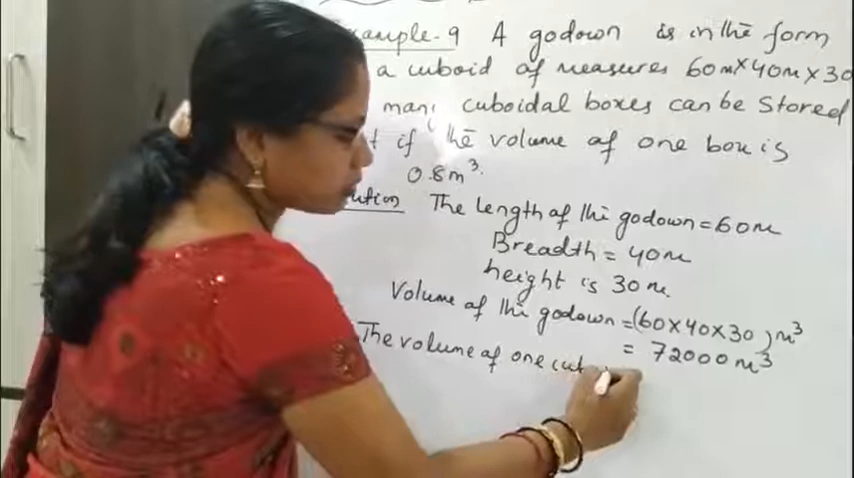 ample-9 A godown is in the form
a cuboid of measures 60m×40m×30
many cuboidal boxes can be stored
t if the volume of one box is
0.8m³.
ution The length of the godown = 60m
Breadth = 40m
height is 30m.
Volume of the godown = (60×40×30)m³
= 72000m³
The volume of one cub